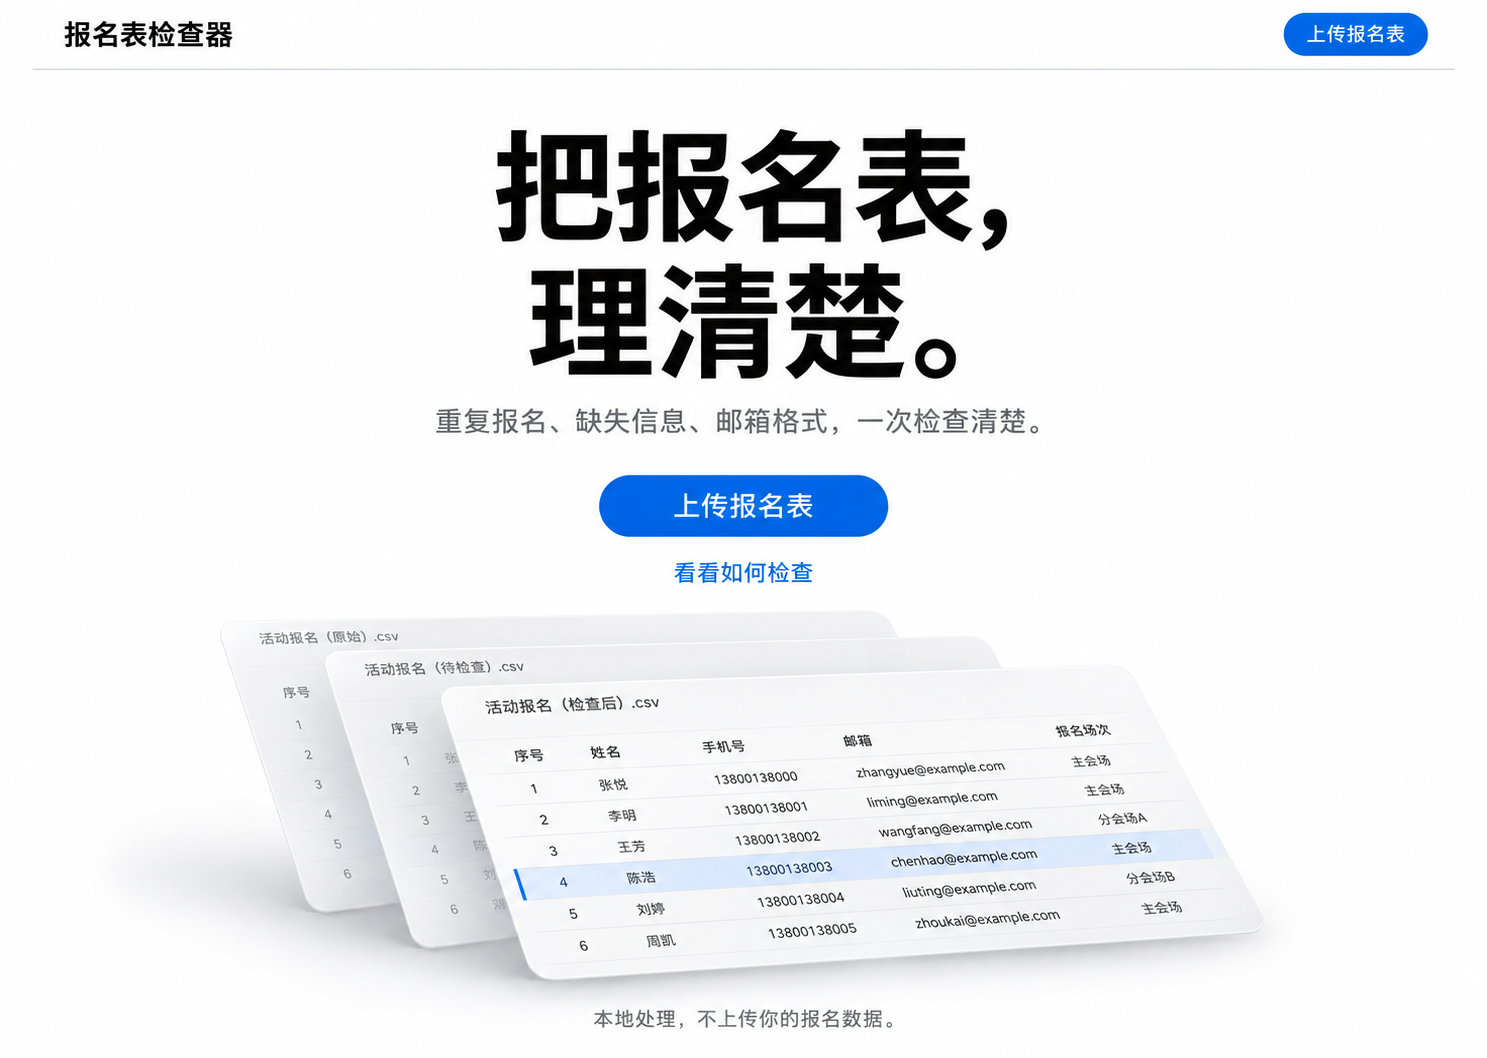 报名表检查器
上传报名表
把报名表，
理清楚。
重复报名、缺失信息、邮箱格式，一次检查清楚。
上传报名表
看看如何检查
活动报名（原始）.csv
序号
1
2
3
4
5
6
活动报名（待检查）.csv
序号
1 张
2 李
3 王
4 陈
5 刘
6
活动报名（检查后）.csv
序号 姓名 手机号 邮箱 报名场次
1 张悦 13800138000 zhangyue@example.com 主会场
2 李明 13800138001 liming@example.com 主会场
3 王芳 13800138002 wangfang@example.com 分会场A
4 陈浩 13800138003 chenhao@example.com 主会场
5 刘婷 13800138004 liuting@example.com 分会场B
6 周凯 13800138005 zhoukai@example.com 主会场
本地处理，不上传你的报名数据。